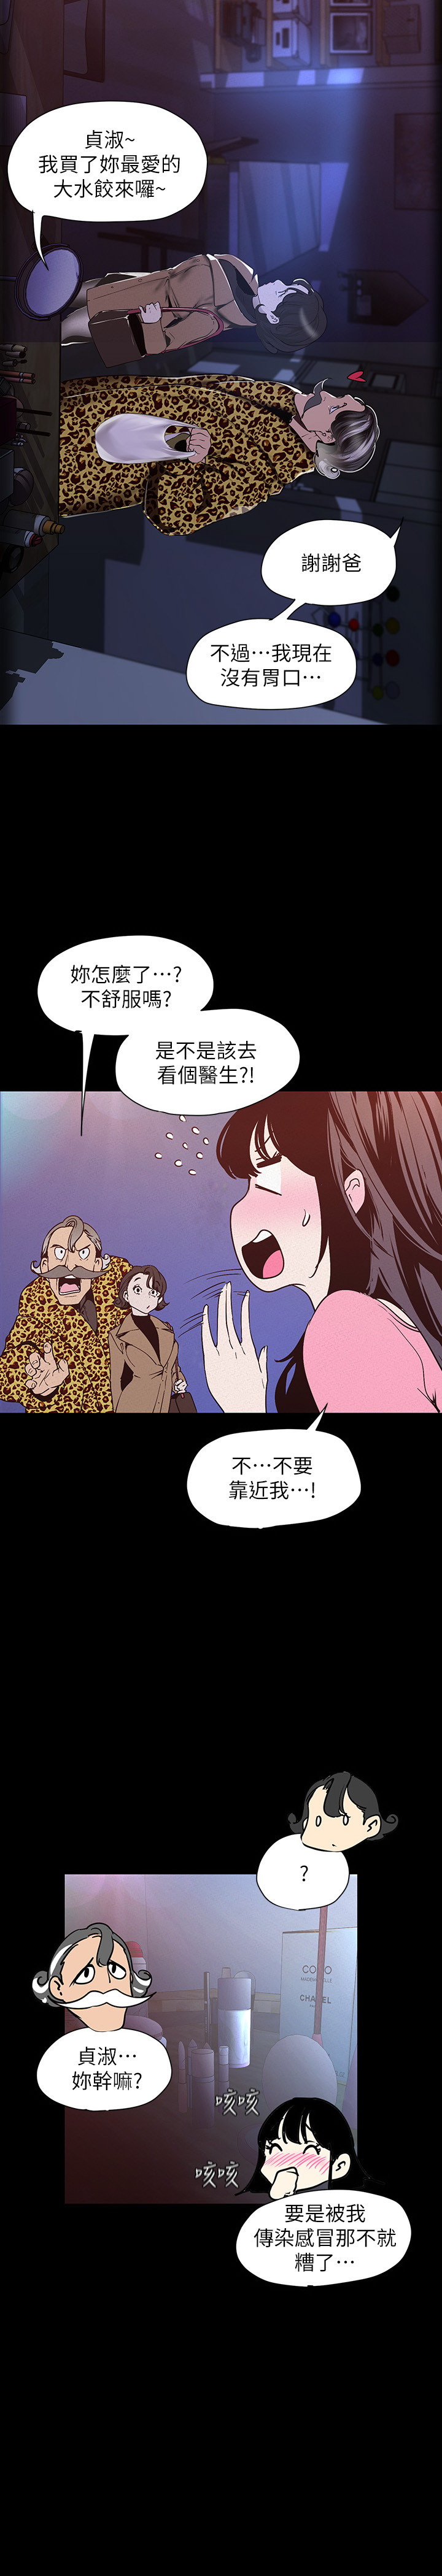 貞淑~
我買了妳最愛的
大水餃來囉~
謝謝爸
不過⋯我現在
沒有胃口⋯
妳怎麼了⋯?
不舒服嗎?
是不是該去
看個醫生?!
不⋯不要
靠近我⋯!
?
COCO
MADEMOISELLE
CHANEL
貞淑⋯
妳幹嘛?
咳咳
咳咳
要是被我
傳染感冒那不就
糟了⋯